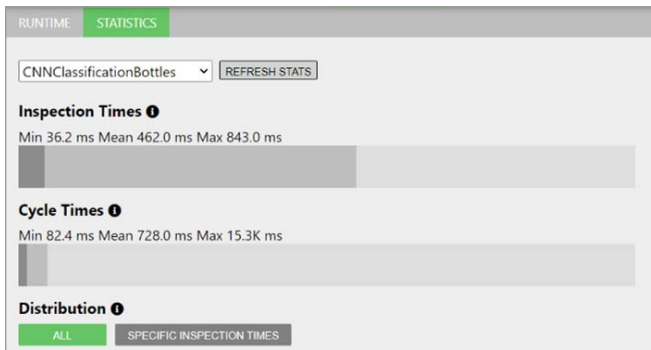 RUNTIME STATISTICS
CNNClassificationBottles REFRESH STATS
Inspection Times
Min 36.2 ms Mean 462.0 ms Max 843.0 ms
Cycle Times
Min 82.4 ms Mean 728.0 ms Max 15.3K ms
Distribution
ALL SPECIFIC INSPECTION TIMES